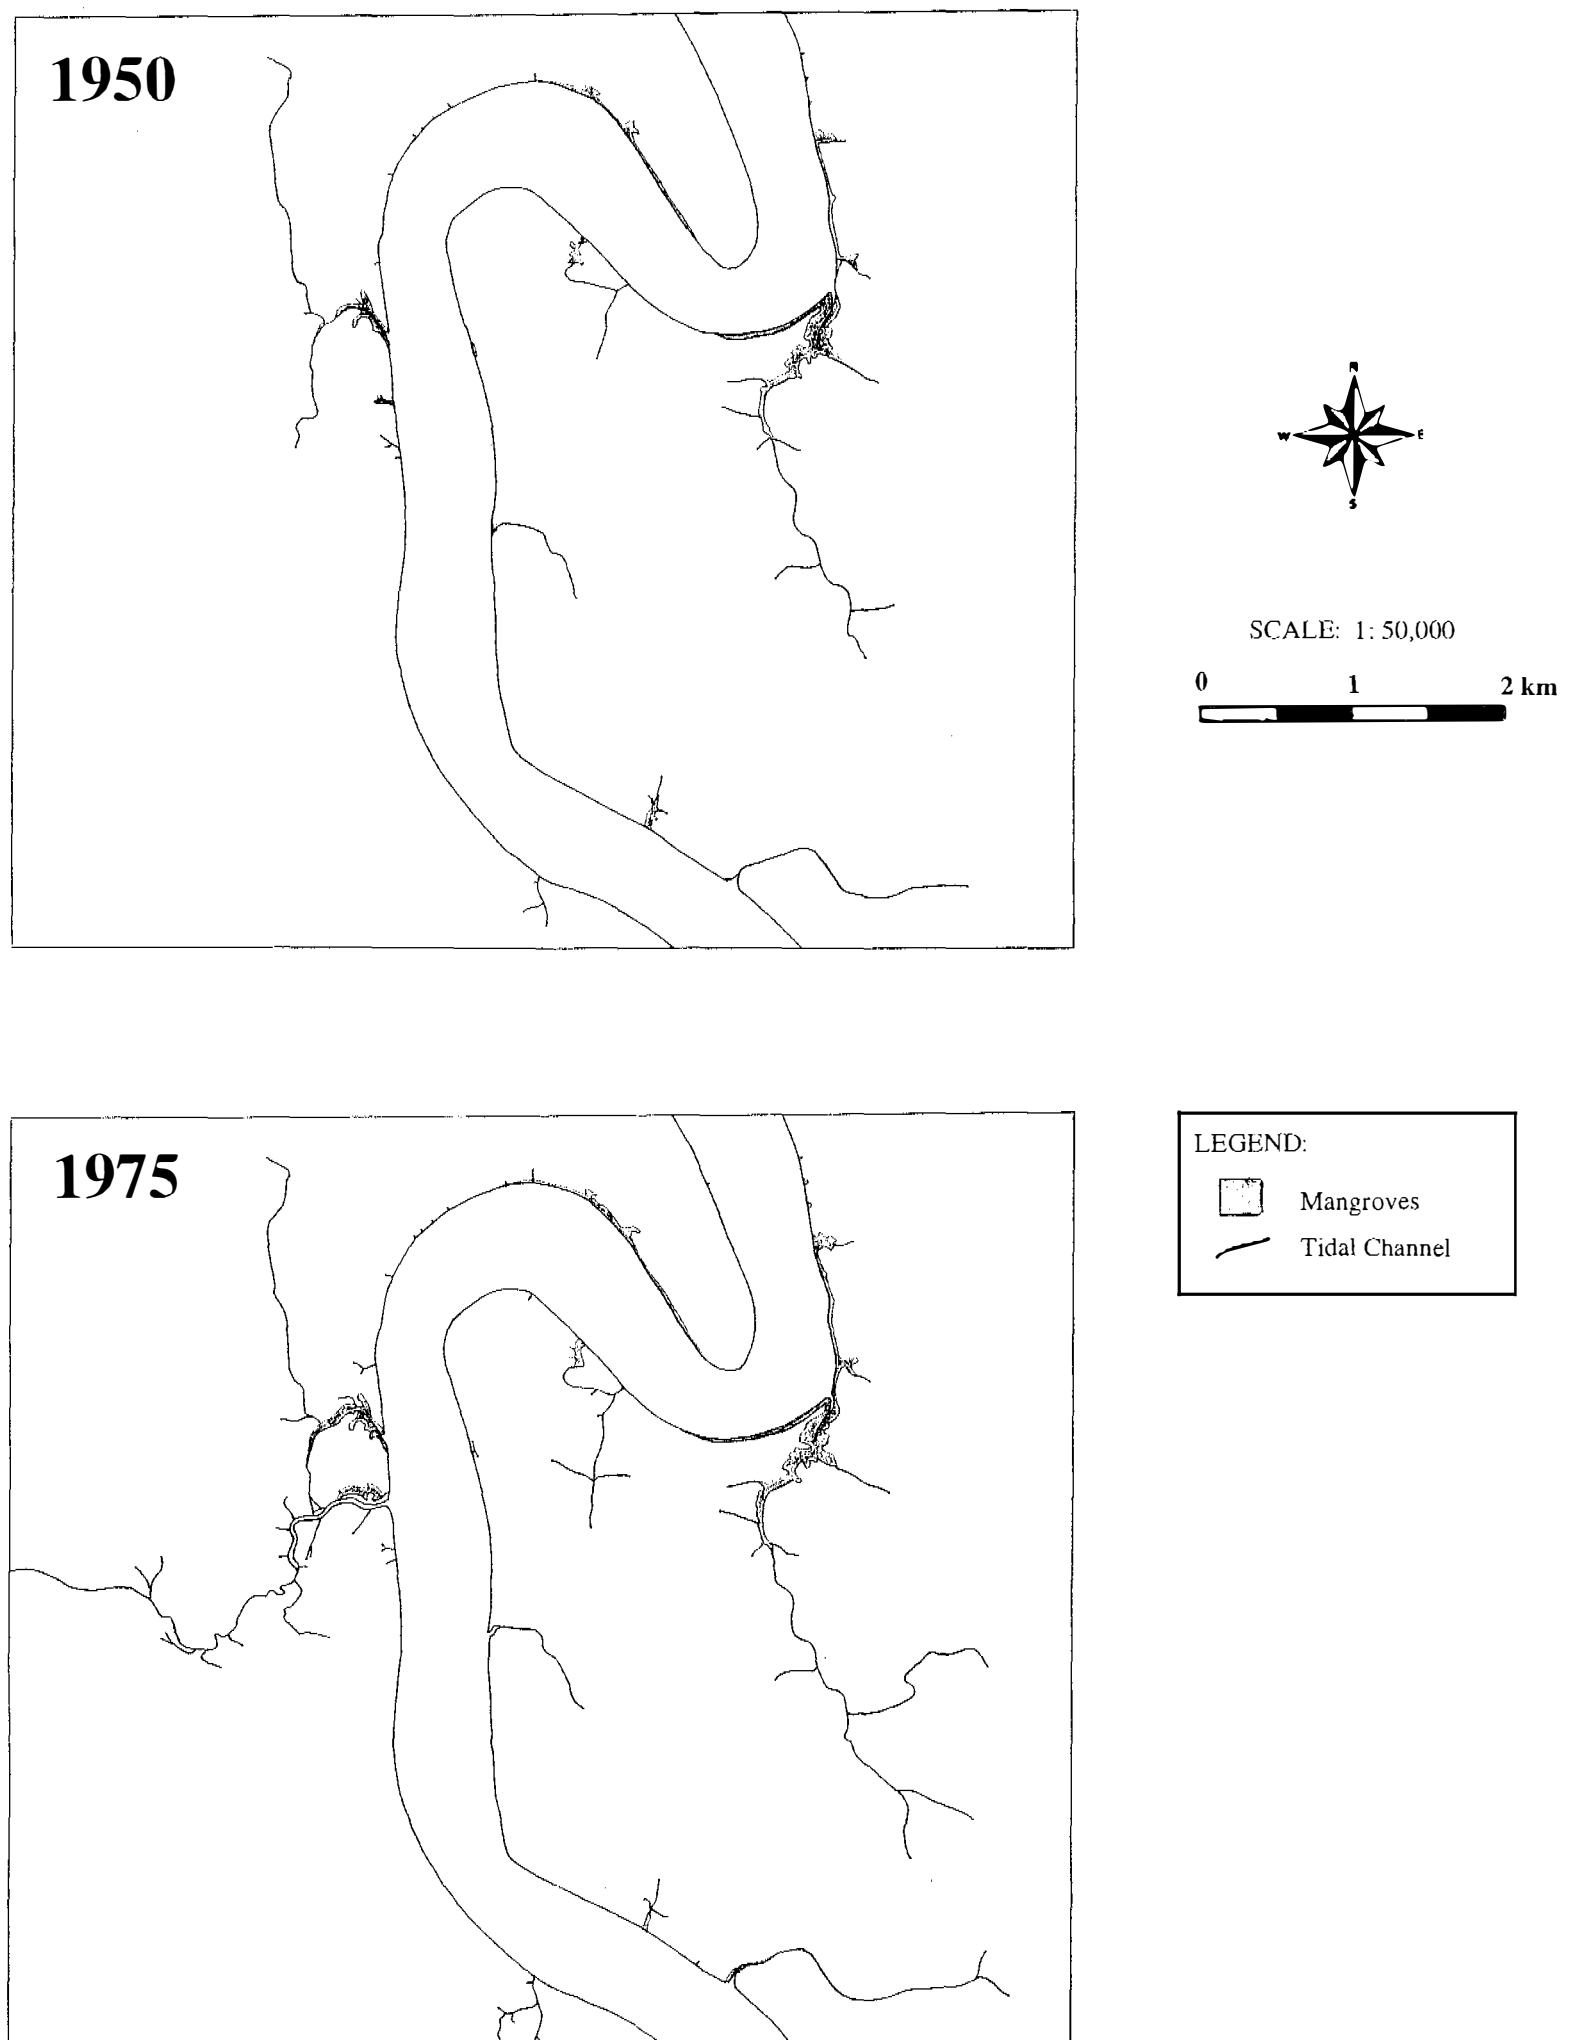 1950
N
W E
S
SCALE: 1: 50,000
0 1 2 km
1975
LEGEND:
Mangroves
Tidal Channel